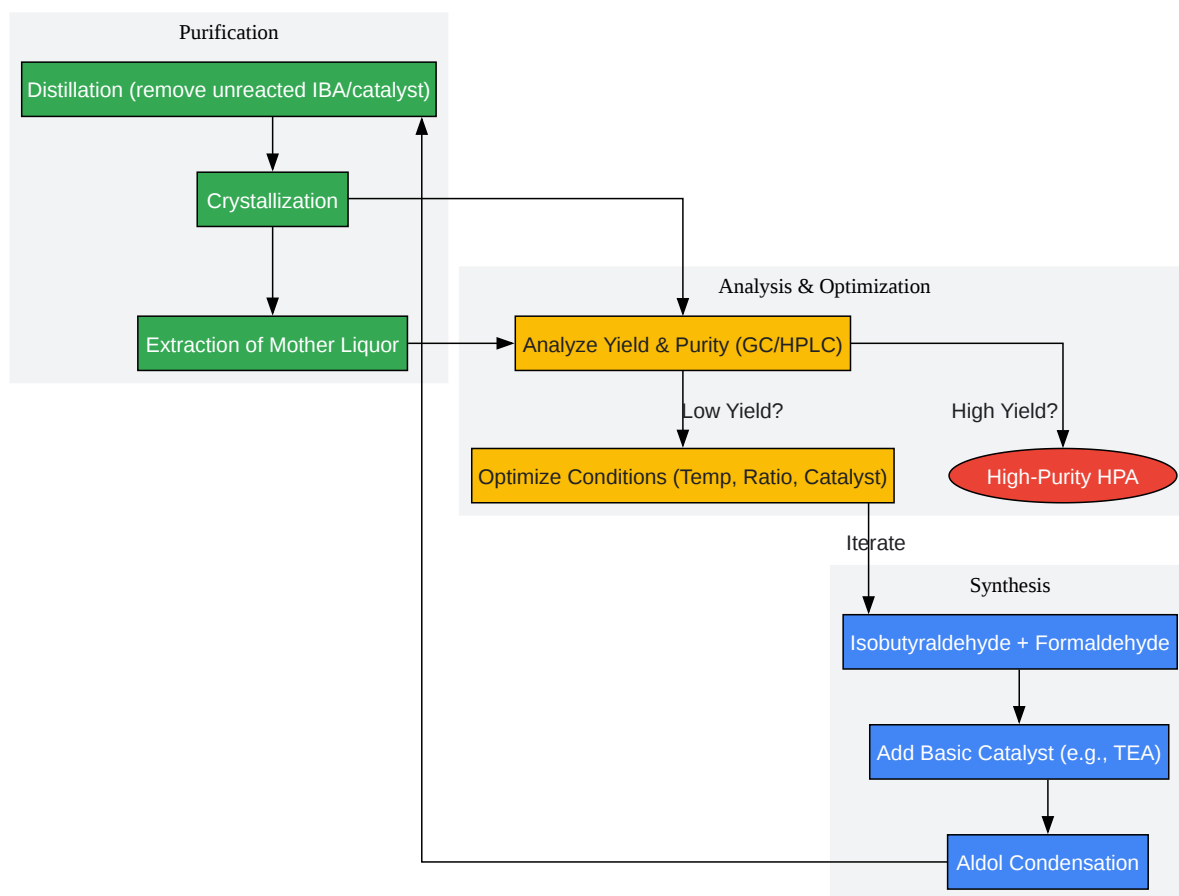 Purification
Distillation (remove unreacted IBA/catalyst)
Crystallization
Extraction of Mother Liquor
Analysis & Optimization
Analyze Yield & Purity (GC/HPLC)
Low Yield?
High Yield?
Optimize Conditions (Temp, Ratio, Catalyst)
High-Purity HPA
Iterate
Synthesis
Isobutyraldehyde + Formaldehyde
Add Basic Catalyst (e.g., TEA)
Aldol Condensation